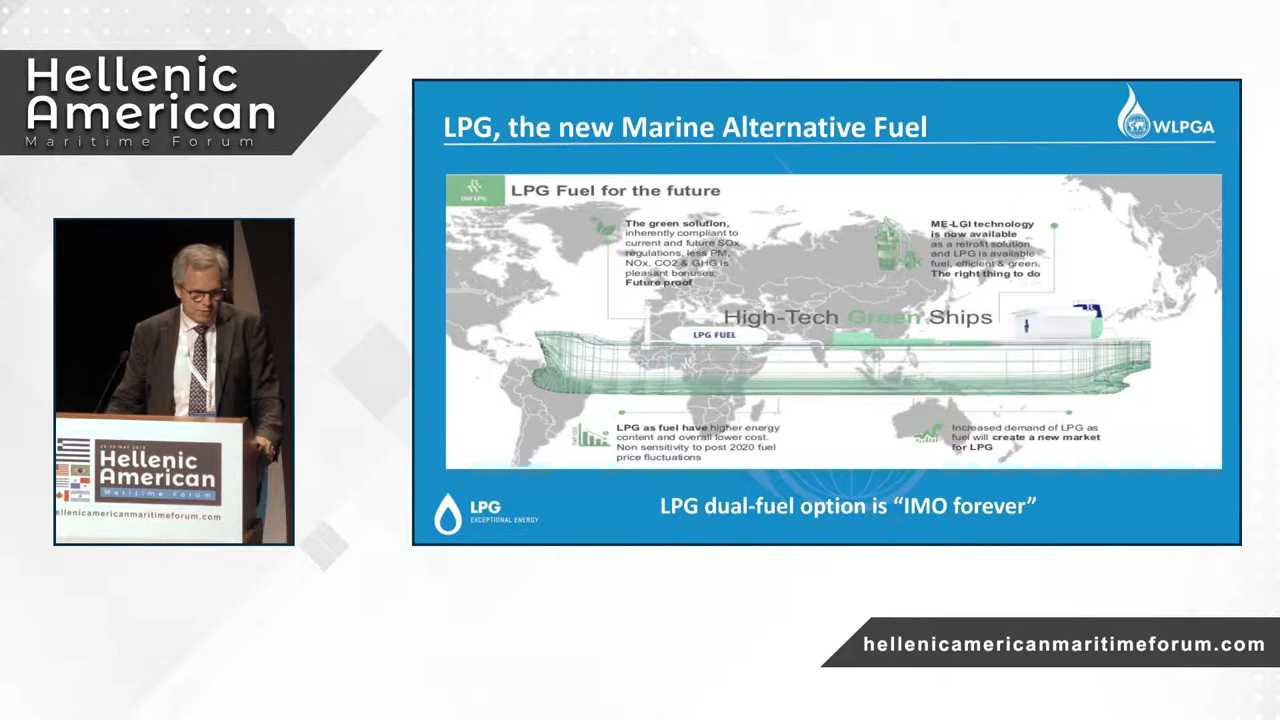 Hellenic
American
Maritime Forum
LPG, the new Marine Alternative Fuel
WLPGA
LPG Fuel for the future
The green solution,
inherently compliant to
current and future SOx
regulations, less PM,
NOx, CO2 & GHG is
pleasant bonuses.
Future proof
ME-LGI technology
is now available
as a retrofit solution
and LPG is available
fuel, efficient & green.
The right thing to do
High-Tech Green Ships
LPG FUEL
LPG as fuel have higher energy
content and overall lower cost.
Non sensitivity to post 2020 fuel
price fluctuations
Increased demand of LPG as
fuel will create a new market
for LPG
LPG
EXCEPTIONAL ENERGY
LPG dual-fuel option is “IMO forever”
Hellenic
American
Maritime Forum
ellenicamericanmaritimeforum.com
hellenicamericanmaritimeforum.com